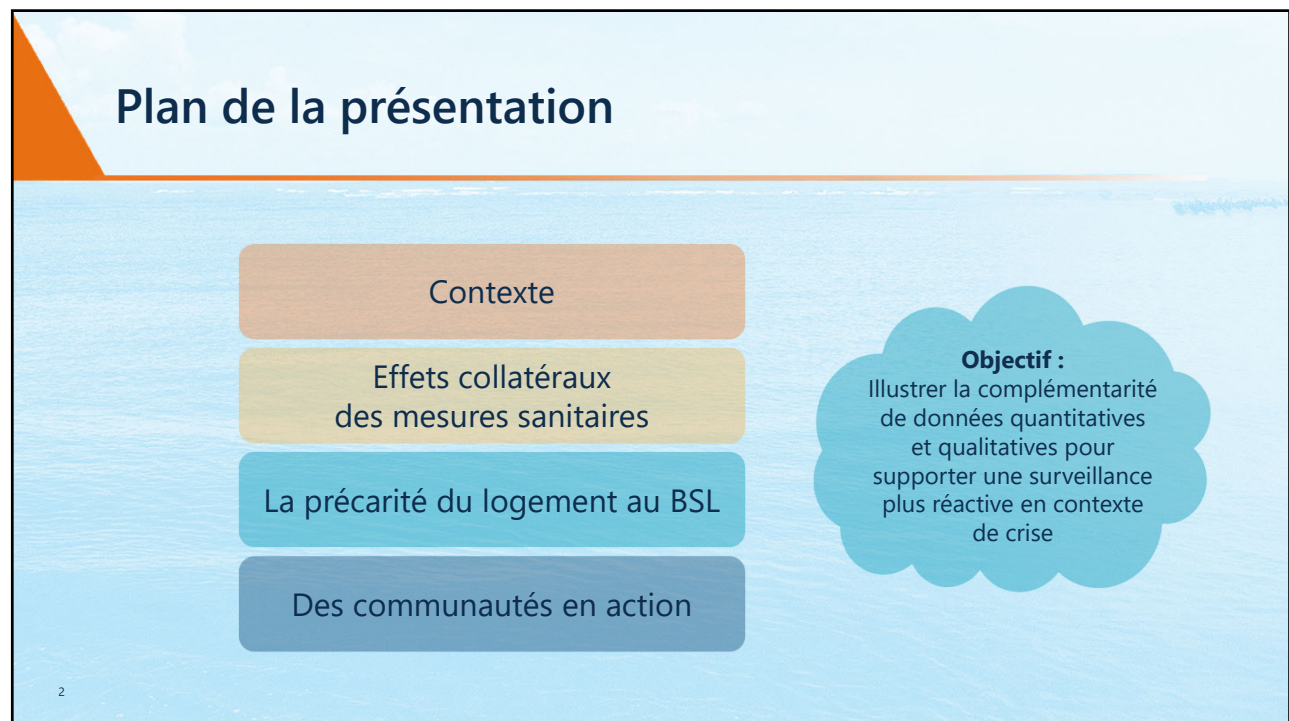 Plan de la présentation
Contexte
Effets collatéraux
des mesures sanitaires
La précarité du logement au BSL
Des communautés en action
Objectif :
Illustrer la complémentarité
de données quantitatives
et qualitatives pour
supporter une surveillance
plus réactive en contexte
de crise
2